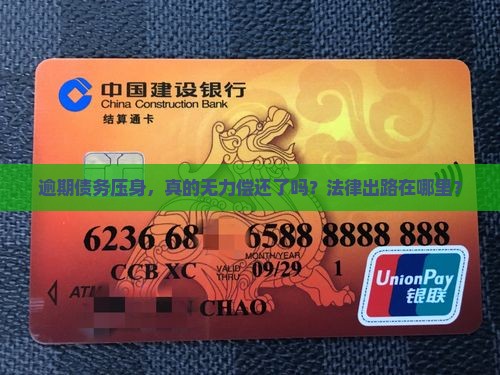 中国建设银行
China Construction Bank
结算通卡
逾期债务压身，真的无力偿还了吗？法律出路在哪里？
6236 68 6588 8888 888
MONTH/YEAR
CCB XC VALID THRU 09/29 1
ATM
CHAO
UnionPay
银联